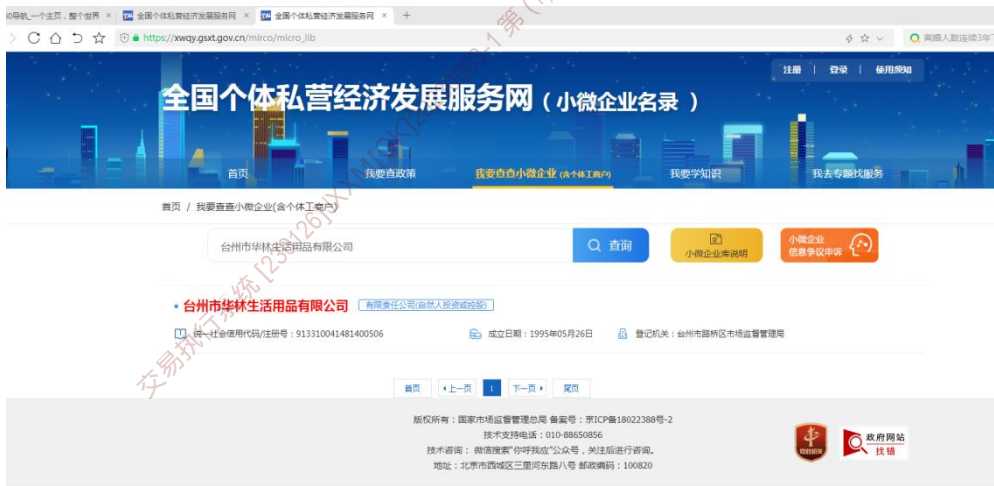 全国个体私营经济发展服务网
全国个体私营经济发展服务网
https://xwqy.gsxt.gov.cn/mirco/micro_lib
注册 | 登录 | 使用须知
全国个体私营经济发展服务网（小微企业名录 ）
首页 我要查政策 我要查查小微企业 (含个体工商户) 我要学知识 我去专题找服务
首页 / 我要查查小微企业(含个体工商户)
台州市华林生活用品有限公司
查询
小微企业库说明
小微企业
信息争议申诉
台州市华林生活用品有限公司 有限责任公司(自然人投资或控股)
统一社会信用代码/注册号：913310041481400506 成立日期：1995年05月26日 登记机关：台州市路桥区市场监督管理局
首页 上一页 1 下一页 尾页
版权所有：国家市场监督管理总局 备案号：京ICP备18022388号-2
技术支持电话：010-88650856
技术咨询： 微信搜索"你呼我应"公众号，关注后进行咨询。
地址：北京市西城区三里河东路八号 邮政编码：100820
党政机关
政府网站
找错